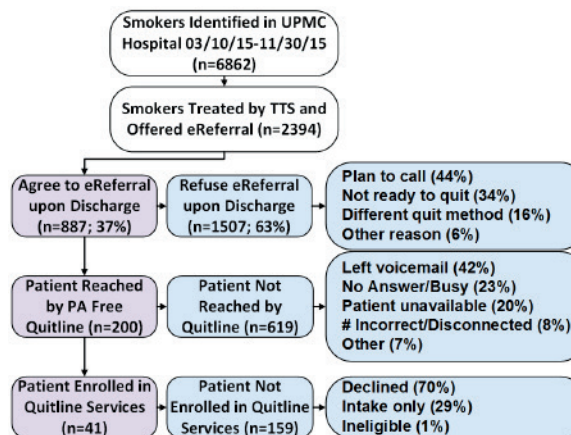 Smokers Identified in UPMC
Hospital 03/10/15-11/30/15
(n=6862)
Smokers Treated by TTS and
Offered eReferral (n=2394)
Agree to eReferral
upon Discharge
(n=887; 37%)
Refuse eReferral
upon Discharge
(n=1507; 63%)
Plan to call (44%)
Not ready to quit (34%)
Different quit method (16%)
Other reason (6%)
Patient Reached
by PA Free
Quitline (n=200)
Patient Not
Reached by
Quitline (n=619)
Left voicemail (42%)
No Answer/Busy (23%)
Patient unavailable (20%)
# Incorrect/Disconnected (8%)
Other (7%)
Patient Enrolled in
Quitline Services
(n=41)
Patient Not
Enrolled in Quitline
Services (n=159)
Declined (70%)
Intake only (29%)
Ineligible (1%)